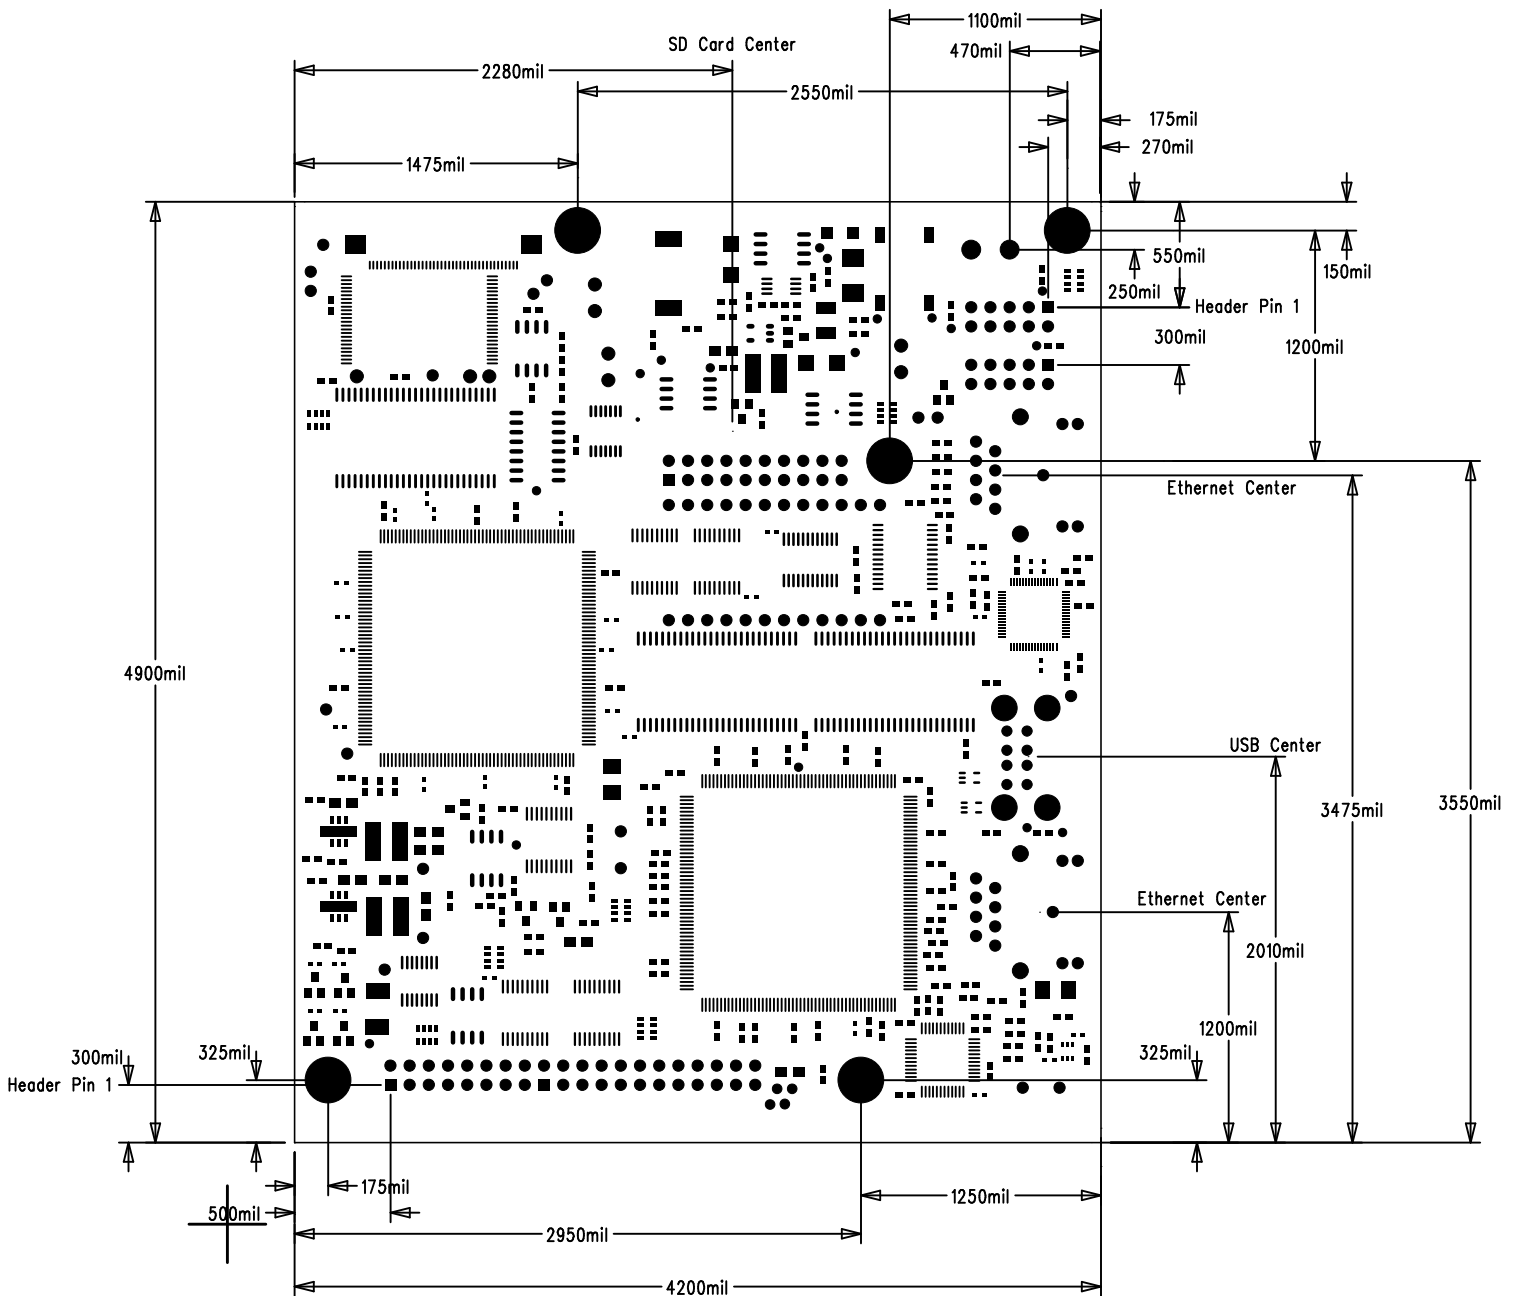 1100mil
SD Card Center
470mil
2280mil
2550mil
175mil
270mil
1475mil
550mil
150mil
250mil
Header Pin 1
300mil
1200mil
Ethernet Center
4900mil
USB Center
3475mil
3550mil
Ethernet Center
2010mil
1200mil
300mil
325mil
325mil
Header Pin 1
175mil
1250mil
500mil
2950mil
4200mil